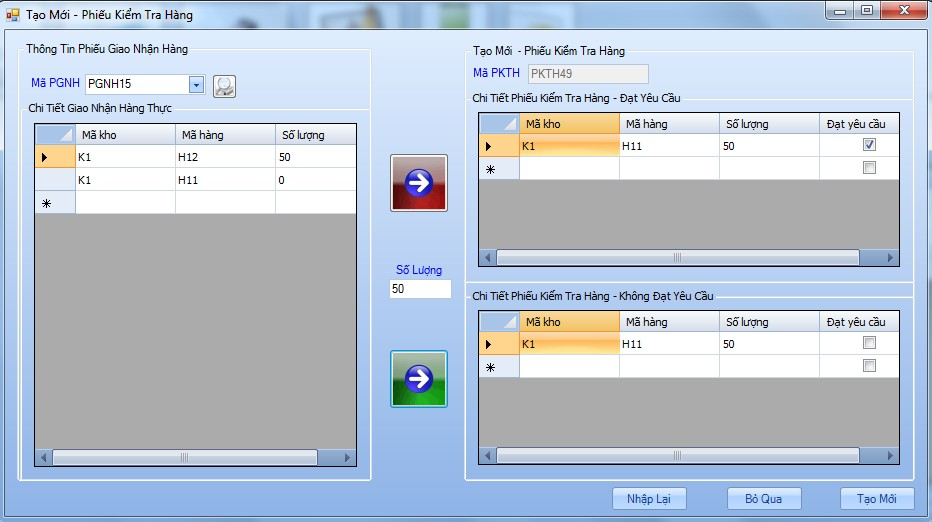 Tạo Mới - Phiếu Kiểm Tra Hàng
Thông Tin Phiếu Giao Nhận Hàng
Mã PGNH PGNH15
Chi Tiết Giao Nhận Hàng Thực
Mã kho Mã hàng Số lượng
K1 H12 50
K1 H11 0
Số Lượng
50
Tạo Mới - Phiếu Kiểm Tra Hàng
Mã PKTH PKTH49
Chi Tiết Phiếu Kiểm Tra Hàng - Đạt Yêu Cầu
Mã kho Mã hàng Số lượng Đạt yêu cầu
K1 H11 50
Chi Tiết Phiếu Kiểm Tra Hàng - Không Đạt Yêu Cầu
Mã kho Mã hàng Số lượng Đạt yêu cầu
K1 H11 50
Nhập Lại Bỏ Qua Tạo Mới